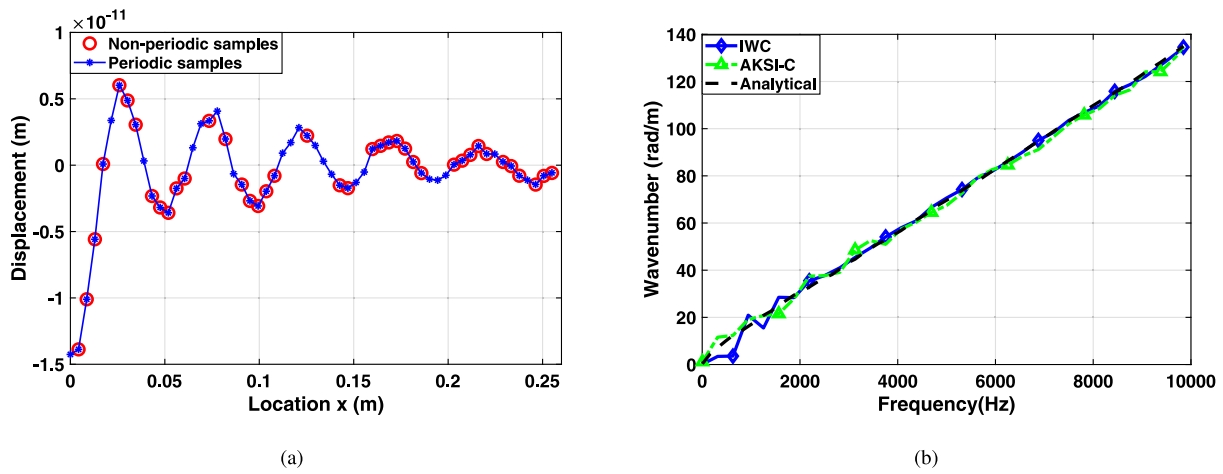 ×10⁻¹¹
1
0.5
0
-0.5
-1
-1.5
Displacement (m)
Non-periodic samples
Periodic samples
0 0.05 0.1 0.15 0.2 0.25
Location x (m)
(a)
140
120
100
80
60
40
20
0
Wavenumber (rad/m)
IWC
AKSI-C
Analytical
0 2000 4000 6000 8000 10000
Frequency(Hz)
(b)